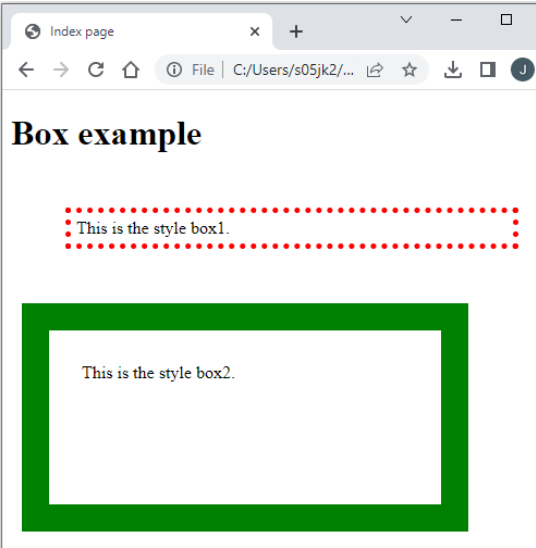 Index page
File | C:/Users/s05jk2/...
J
Box example
This is the style box1.
This is the style box2.